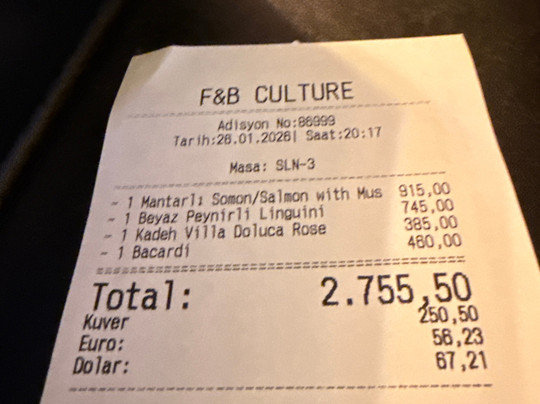 F&B CULTURE
Adisyon No:86999
Tarih:26.01.2026| Saat:20:17
Masa: SLN-3
- 1 Mantarlı Somon/Salmon with Mus 915,00
- 1 Beyaz Peynirli Linguini 745,00
- 1 Kadeh Villa Doluca Rose 385,00
- 1 Bacardi 460,00
Total: 2.755,50
Kuver 250,50
Euro: 56,23
Dolar: 67,21